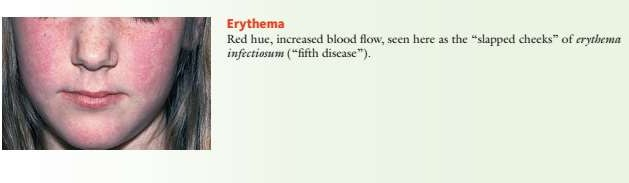 Erythema
Red hue, increased blood flow, seen here as the “slapped cheeks” of erythema
infectiosum (“fifth disease”).